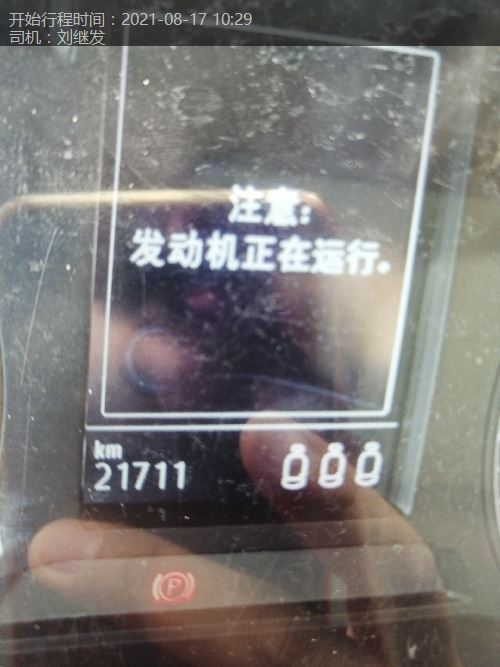 开始行程时间：2021-08-17 10:29
司机：刘继发
注意：
发动机正在运行。
km
21711
P